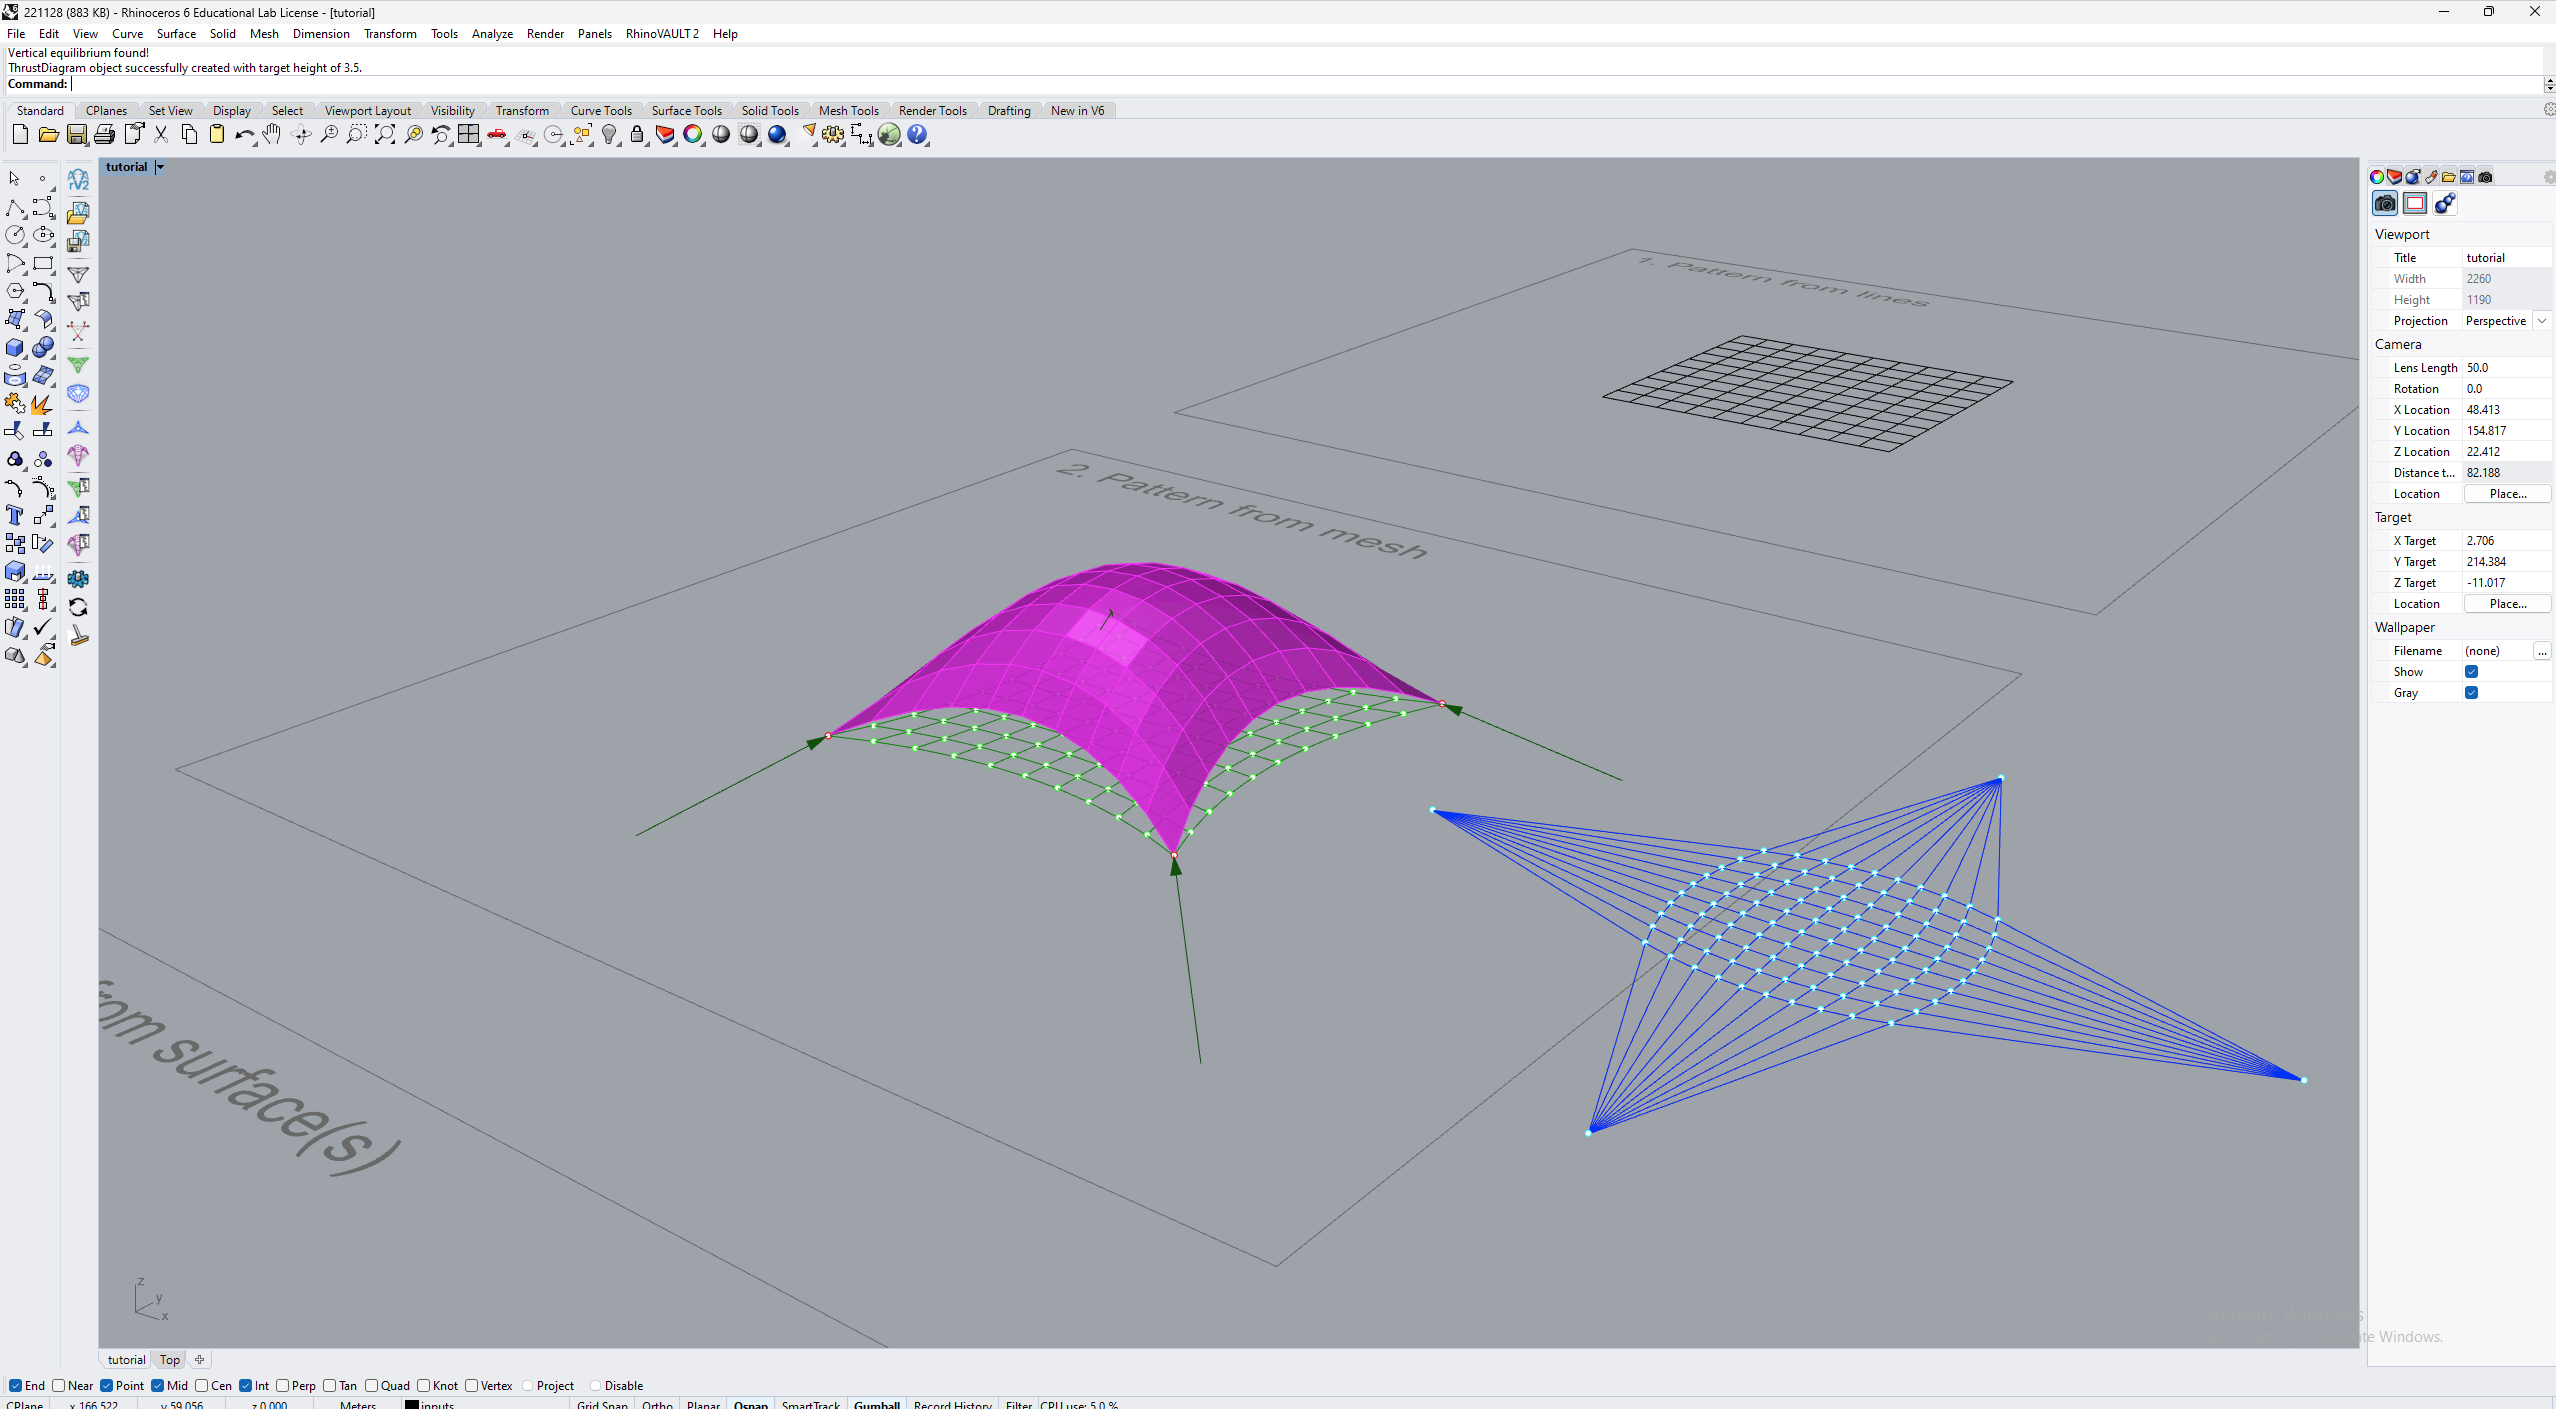 221128 (883 KB) - Rhinoceros 6 Educational Lab License - [tutorial]
File Edit View Curve Surface Solid Mesh Dimension Transform Tools Analyze Render Panels RhinoVAULT 2 Help
Vertical equilibrium found!
ThrustDiagram object successfully created with target height of 3.5.
Command:
Standard CPlanes Set View Display Select Viewport Layout Visibility Transform Curve Tools Surface Tools Solid Tools Mesh Tools Render Tools Drafting New in V6
tutorial
rV2
1. Pattern from lines
2. Pattern from mesh
from surface(s)
z
y
x
Viewport
Title tutorial
Width 2260
Height 1190
Projection Perspective
Camera
Lens Length 50.0
Rotation 0.0
X Location 48.413
Y Location 154.817
Z Location 22.412
Distance t... 82.188
Location Place...
Target
X Target 2.706
Y Target 214.384
Z Target -11.017
Location Place...
Wallpaper
Filename (none) ...
Show
Gray
Activate Windows
te Windows.
tutorial Top
End Near Point Mid Cen Int Perp Tan Quad Knot Vertex Project Disable
CPlane x 166.522 y 59.056 z 0.000 Meters inputs Grid Snap Ortho Planar Osnap SmartTrack Gumball Record History Filter CPU use: 5.0 %